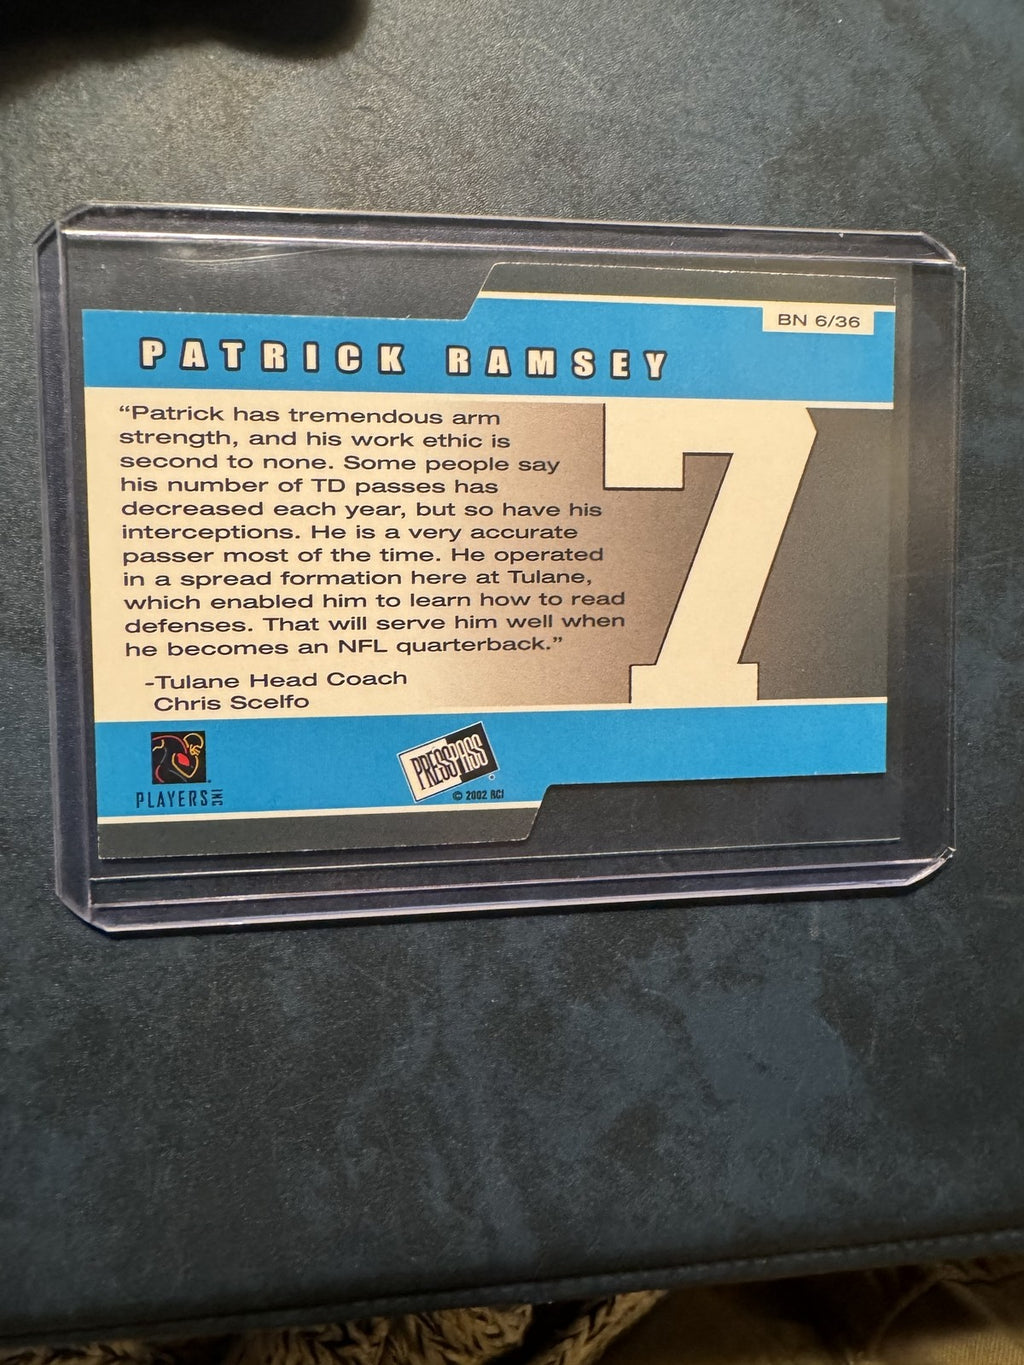 BN 6/36
PATRICK RAMSEY
“Patrick has tremendous arm
strength, and his work ethic is
second to none. Some people say
his number of TD passes has
decreased each year, but so have his
interceptions. He is a very accurate
passer most of the time. He operated
in a spread formation here at Tulane,
which enabled him to learn how to read
defenses. That will serve him well when
he becomes an NFL quarterback.”
-Tulane Head Coach
Chris Scelfo
7
PLAYERS INC
PRESS PASS
© 2002 RCI